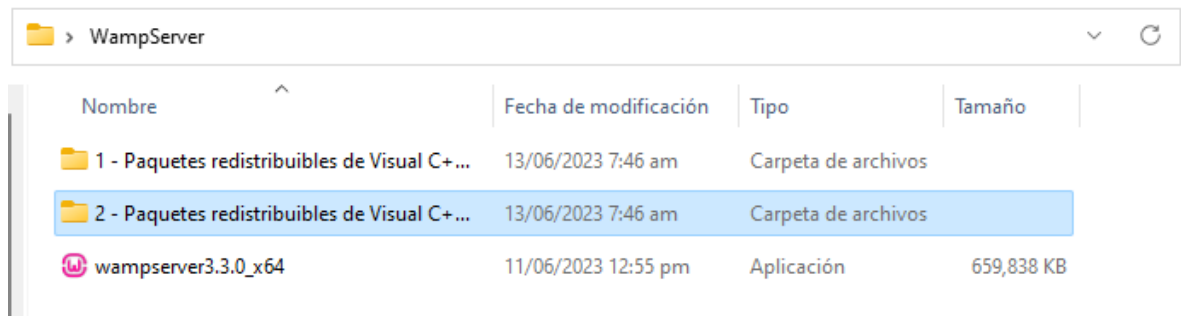 WampServer
Nombre Fecha de modificación Tipo Tamaño
1 - Paquetes redistribuibles de Visual C+... 13/06/2023 7:46 am Carpeta de archivos
2 - Paquetes redistribuibles de Visual C+... 13/06/2023 7:46 am Carpeta de archivos
wampserver3.3.0_x64 11/06/2023 12:55 pm Aplicación 659,838 KB